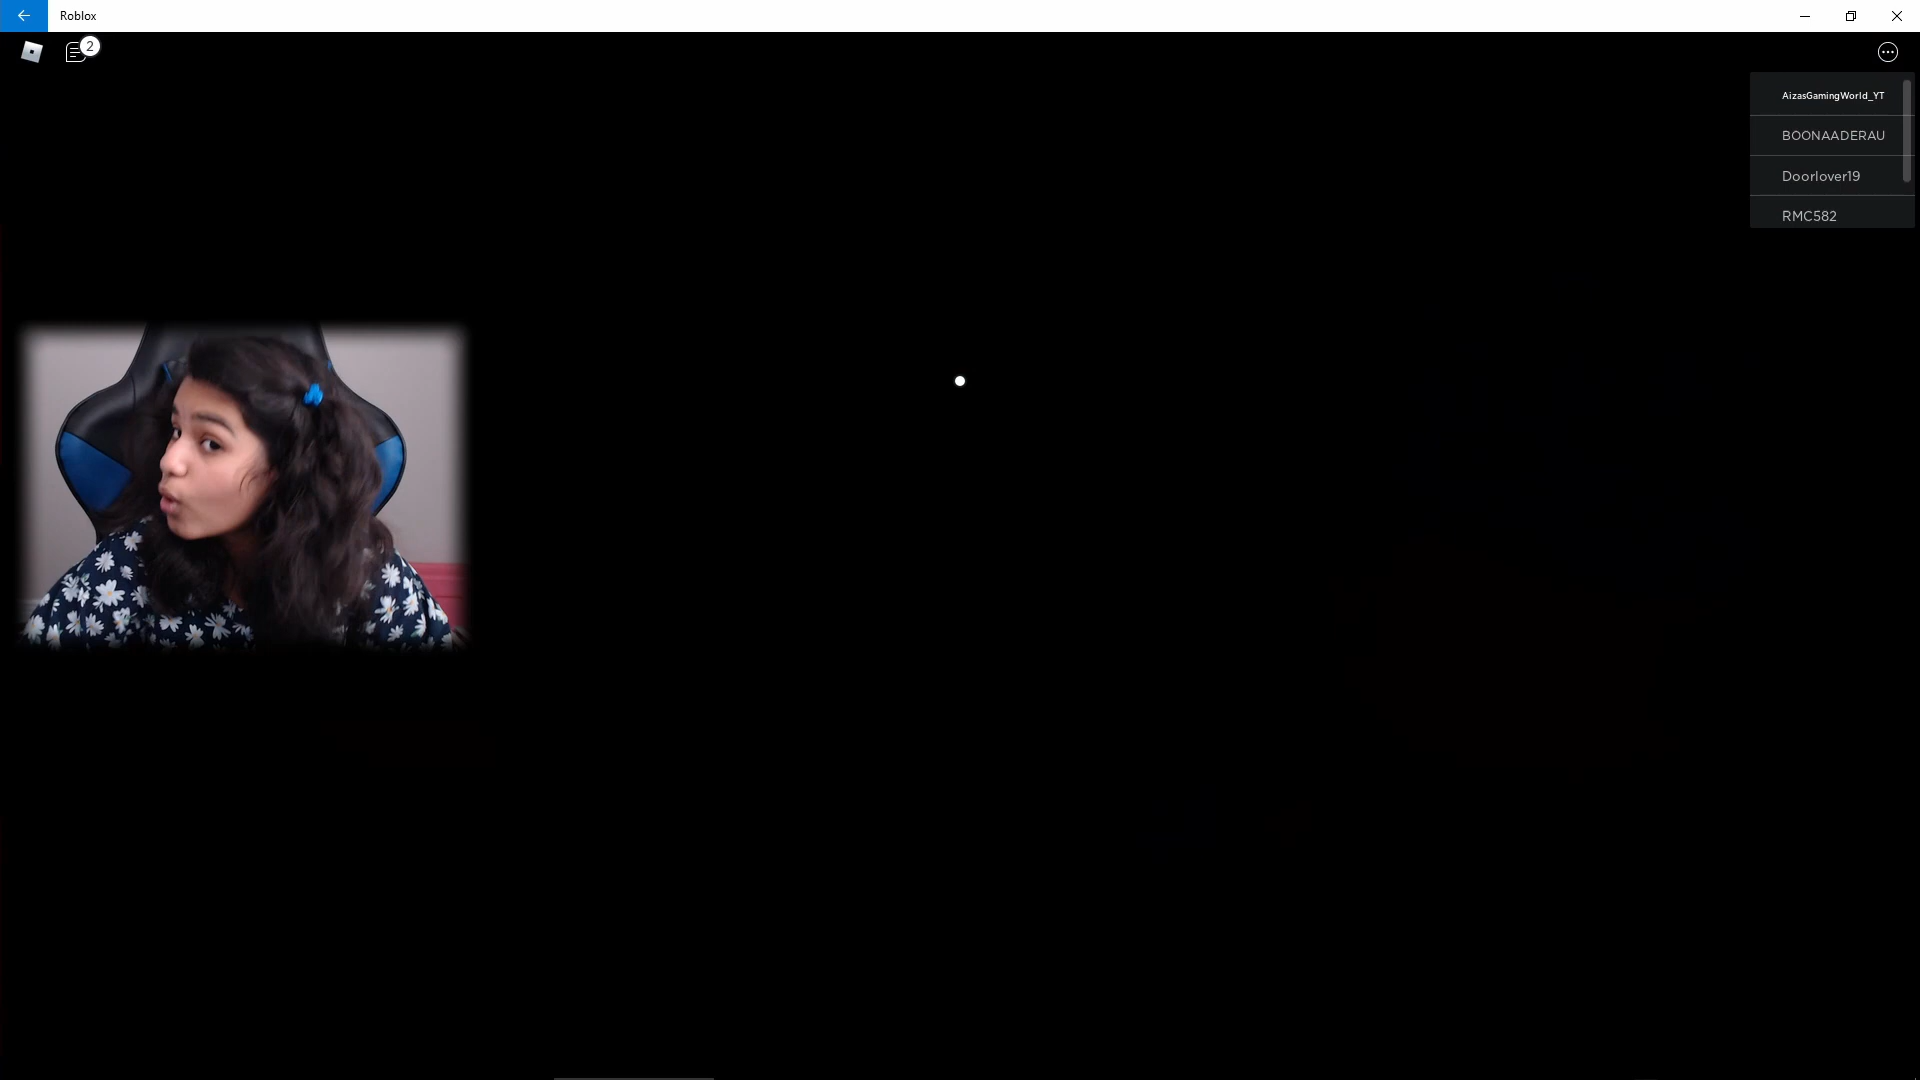 Roblox
2
AizasGamingWorld_YT
BOONAADERAU
Doorlover19
RMC582